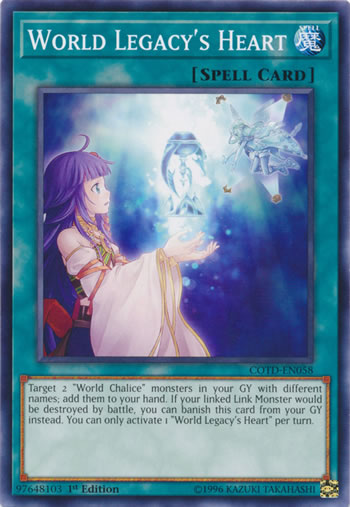 WORLD LEGACY'S HEART 魔
[SPELL CARD]
COTD-EN058
Target 2 "World Chalice" monsters in your GY with different
names; add them to your hand. If your linked Link Monster would
be destroyed by battle, you can banish this card from your GY
instead. You can only activate 1 "World Legacy's Heart" per turn.
97648103 1st Edition ©1996 KAZUKI TAKAHASHI